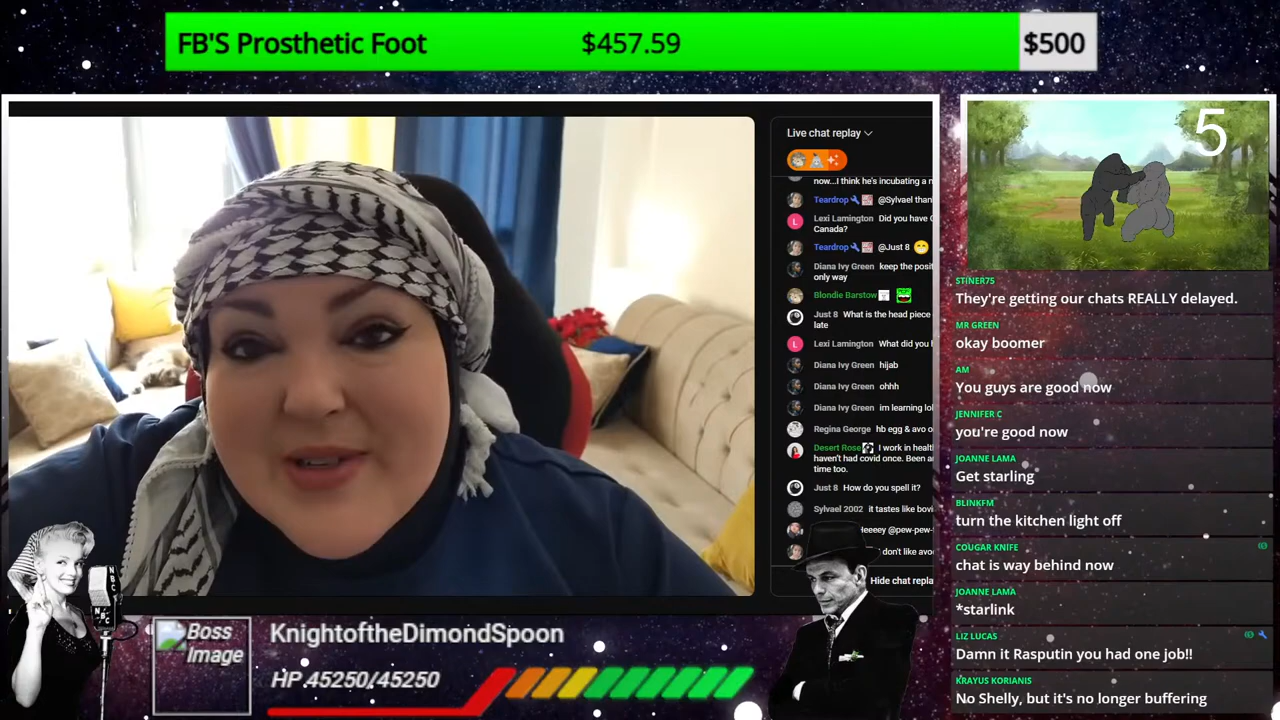 FB'S Prosthetic Foot $457.59 $500
Live chat replay
now...I think he's incubating a
Teardrop @Sylvael than
Lexi Lamington Did you have
Canada?
Teardrop @Just 8
Diana Ivy Green keep the posit
only way
Blondie Barstow
Just 8 What is the head piece
late
Lexi Lamington What did you
Diana Ivy Green hijab
Diana Ivy Green ohhh
Diana Ivy Green im learning lol
Regina George hb egg & avo o
Desert Rose I work in healt
haven't had covid once. Been a
time too.
Just 8 How do you spell it?
Sylvael 2002 it tastes like bovi
Heeeey @pew-pew-
don't like avo
Hide chat repla
5
STINER75
They're getting our chats REALLY delayed.
MR GREEN
okay boomer
AM
You guys are good now
JENNIFER C
you're good now
JOANNE LAMA
Get starling
BLINKFM
turn the kitchen light off
COUGAR KNIFE
chat is way behind now
JOANNE LAMA
*starlink
LIZ LUCAS
Damn it Rasputin you had one job!!
KRAYUS KORIANIS
No Shelly, but it's no longer buffering
NBC
NBC
Boss
Image
KnightoftheDimondSpoon
HP 45250/45250